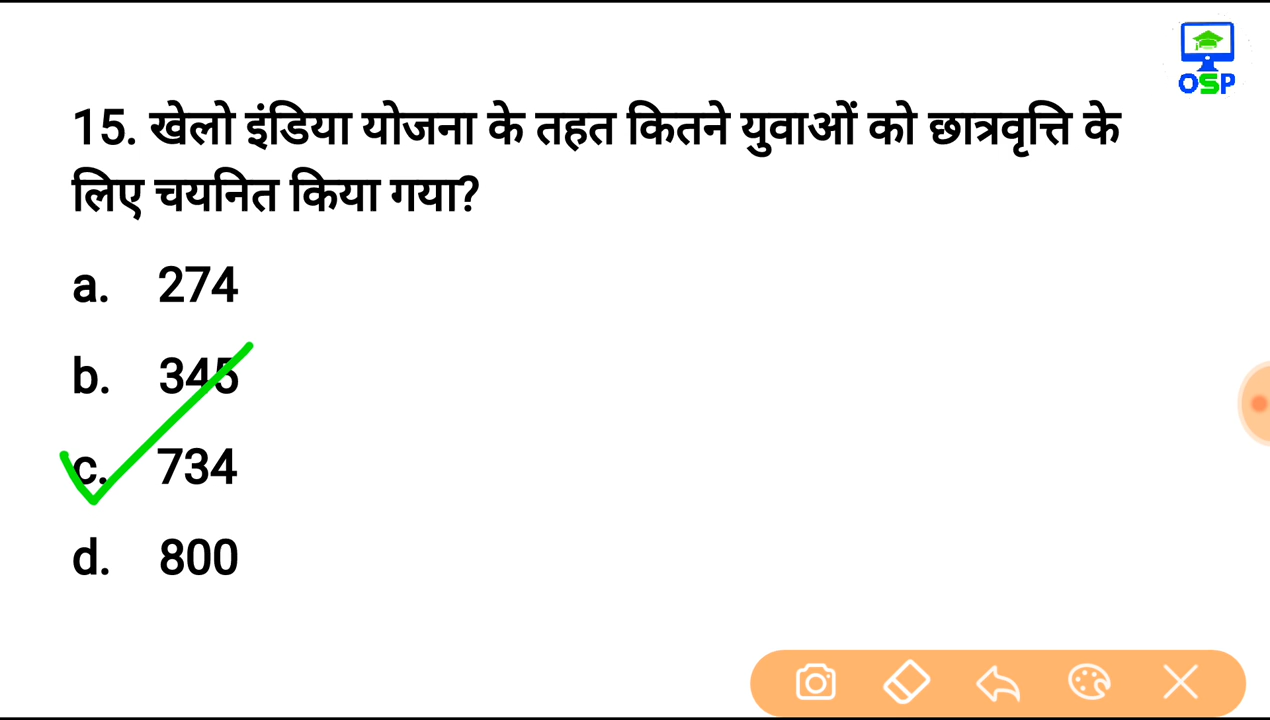 OSP
15. खेलो इंडिया योजना के तहत कितने युवाओं को छात्रवृत्ति के
लिए चयनित किया गया?
a. 274
b. 345
c. 734
d. 800